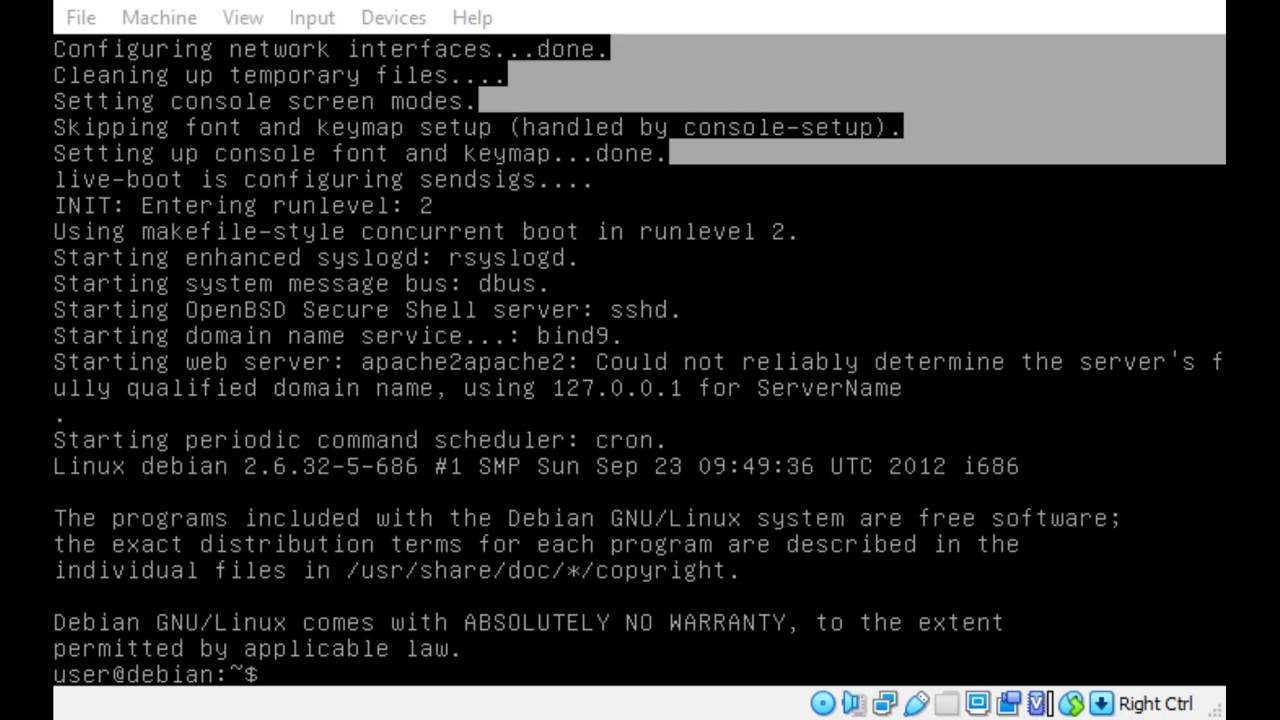 File Machine View Input Devices Help
Configuring network interfaces...done.
Cleaning up temporary files....
Setting console screen modes.
Skipping font and keymap setup (handled by console-setup).
Setting up console font and keymap...done.
live-boot is configuring sendsigs....
INIT: Entering runlevel: 2
Using makefile-style concurrent boot in runlevel 2.
Starting enhanced syslogd: rsyslogd.
Starting system message bus: dbus.
Starting OpenBSD Secure Shell server: sshd.
Starting domain name service...: bind9.
Starting web server: apache2apache2: Could not reliably determine the server's f
ully qualified domain name, using 127.0.0.1 for ServerName
.
Starting periodic command scheduler: cron.
Linux debian 2.6.32-5-686 #1 SMP Sun Sep 23 09:49:36 UTC 2012 i686
The programs included with the Debian GNU/Linux system are free software;
the exact distribution terms for each program are described in the
individual files in /usr/share/doc/*/copyright.
Debian GNU/Linux comes with ABSOLUTELY NO WARRANTY, to the extent
permitted by applicable law.
user@debian:~$
Right Ctrl